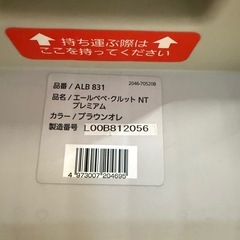 持ち運ぶ際は
ここを持ってください
2046-70520B
品番 / ALB 831
品名 / エールベベ・クルット NT
プレミアム
カラー / ブラウンオレ
製造番号 L00B812056
4 973007 204695